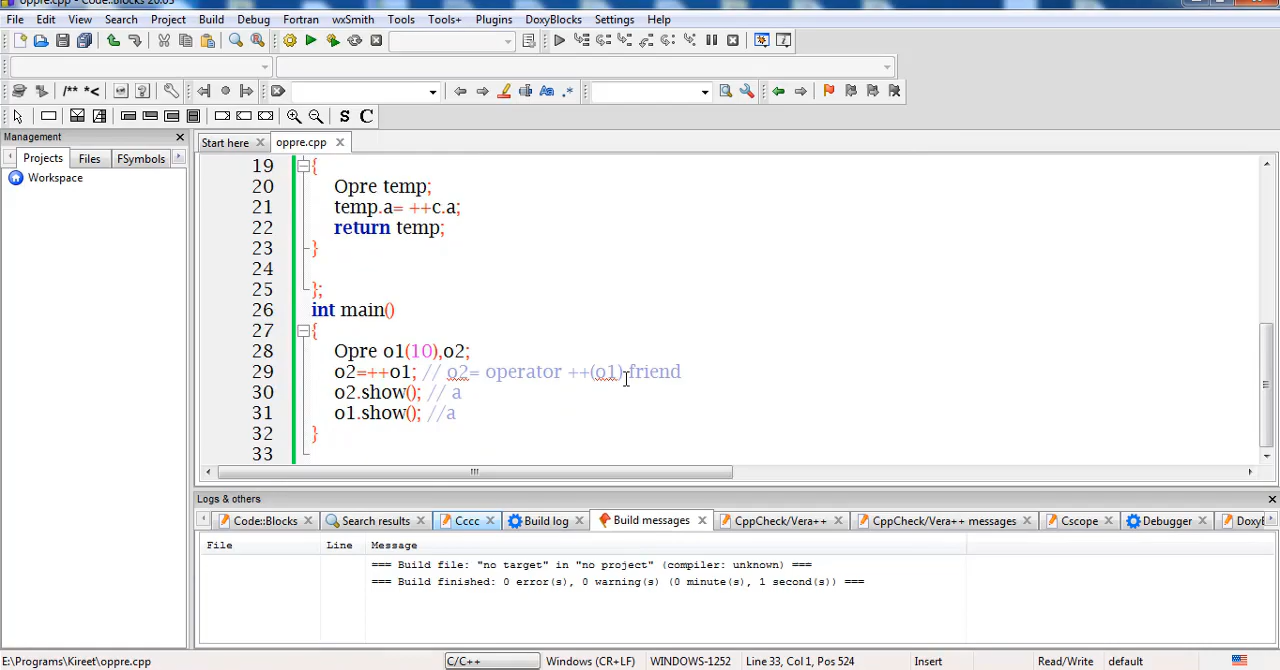 oppre.cpp - Code::Blocks 20.03
File Edit View Search Project Build Debug Fortran wxSmith Tools Tools+ Plugins DoxyBlocks Settings Help
/** *<
Aa .*
S C
Management
Projects Files FSymbols
Workspace
Start here oppre.cpp
19 {
20 Opre temp;
21 temp.a= ++c.a;
22 return temp;
23 }
24
25 };
26 int main()
27 {
28 Opre o1(10),o2;
29 o2=++o1; // o2= operator ++(o1) friend
30 o2.show(); // a
31 o1.show(); //a
32 }
33
Logs & others
Code::Blocks Search results Cccc Build log Build messages CppCheck/Vera++ CppCheck/Vera++ messages Cscope Debugger DoxyB
File Line Message
=== Build file: "no target" in "no project" (compiler: unknown) ===
=== Build finished: 0 error(s), 0 warning(s) (0 minute(s), 1 second(s)) ===
E:\Programs\Kireet\oppre.cpp C/C++ Windows (CR+LF) WINDOWS-1252 Line 33, Col 1, Pos 524 Insert Read/Write default